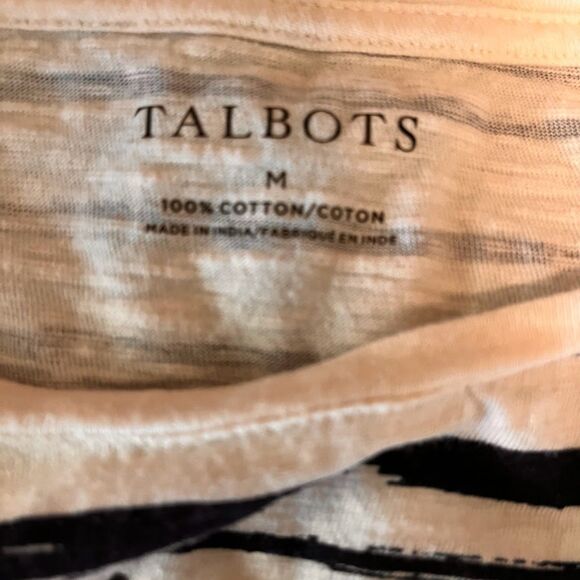 TALBOTS
M
100% COTTON/COTON
MADE IN INDIA/FABRIQUÉ EN INDE